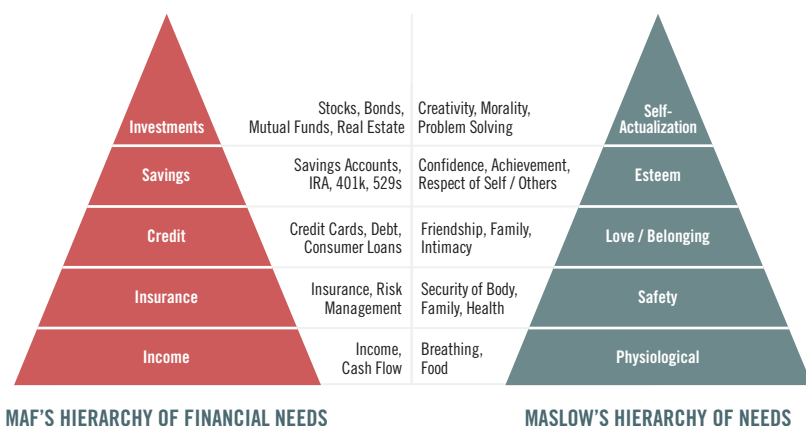 Investments
Stocks, Bonds,
Mutual Funds, Real Estate
Creativity, Morality,
Problem Solving
Self-
Actualization
Savings
Savings Accounts,
IRA, 401k, 529s
Confidence, Achievement,
Respect of Self / Others
Esteem
Credit
Credit Cards, Debt,
Consumer Loans
Friendship, Family,
Intimacy
Love / Belonging
Insurance
Insurance, Risk
Management
Security of Body,
Family, Health
Safety
Income
Income,
Cash Flow
Breathing,
Food
Physiological
MAF'S HIERARCHY OF FINANCIAL NEEDS
MASLOW'S HIERARCHY OF NEEDS